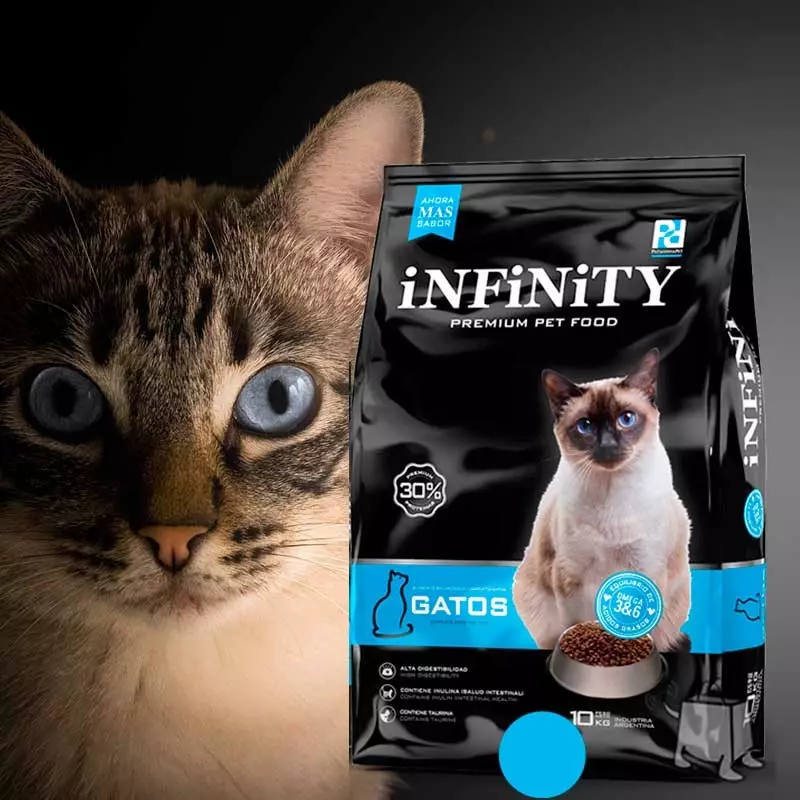 AHORA
MAS
SABOR
Pd
iNFiNiTY
PREMIUM PET FOOD
PREMIUM
30%
PROTEINAS
GATOS
EQUILIBRIO DE
OMEGA
3&6
ACIDOS GRASOS
ALTA DIGESTIBILIDAD
HIGH DIGESTIBILITY
CONTIENE INULINA (SALUD INTESTINAL)
CONTAINS INULIN (INTESTINAL HEALTH)
CONTIENE TAURINA
CONTAINS TAURINE
10 KG
INDUSTRIA
ARGENTINA
iNFiNiTY